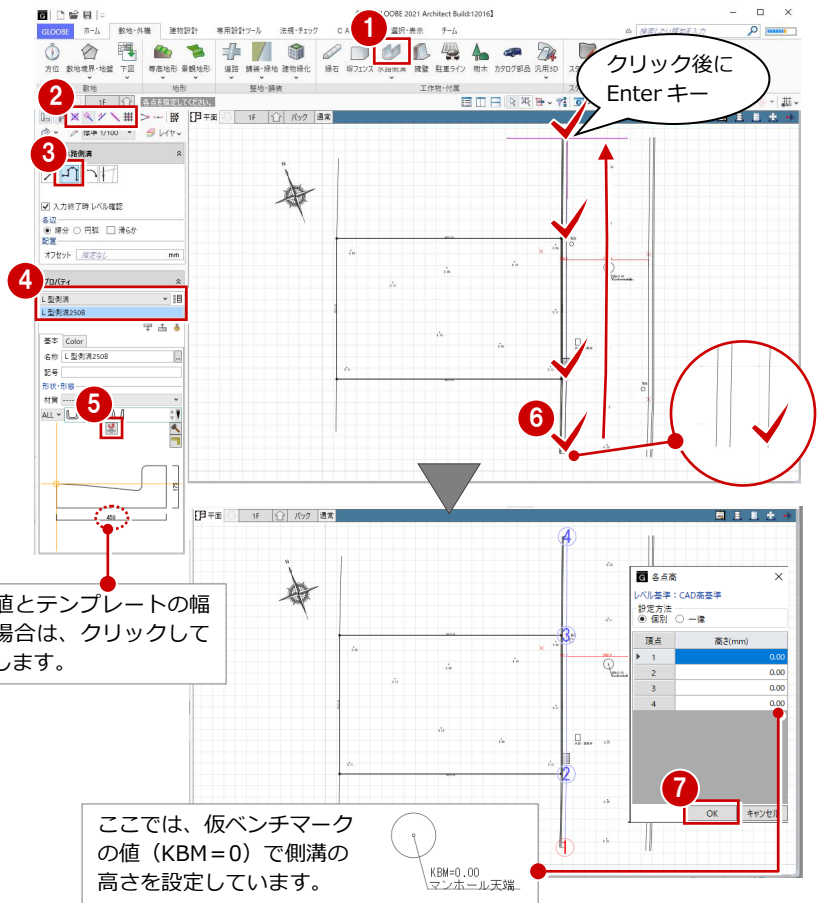 OOBE 2021 Architect Build:12016]
GLOOBE ホーム 敷地・外構 建物設計 専用設計ツール 法規・チェック C A 選択・表示 チーム
方位 敷地境界・地盤 下図 等高地形 景観地形 道路 舗装・緑地 建物緑化 縁石 塀フェンス 水路側溝 擁壁 駐車ライン 樹木 カタログ部品 汎用3D
敷地 地形 整地・舗装 工作物・付属
1
クリック後に
Enter キー
2
1F 各点を指定してください。
標準 1/100 レイヤ
平面 1F バック 通常
3
路側溝
入力終了時 レベル確認
各辺
線分 円弧 滑らか
配置
オフセット 指定なし mm
4
プロパティ
L 型側溝
L 型側溝250B
基本 Color
名称 L 型側溝250B
記号
形状・形態
材質
5
ALL
175
450
6
値とテンプレートの幅
場合は、クリックして
します。
平面 1F バック 通常
4
3
2
1
各点高
レベル基準:CAD高基準
設定方法
個別 一律
頂点 高さ(mm)
1 0.00
2 0.00
3 0.00
4 0.00
7
OK キャンセル
ここでは、仮ベンチマーク
の値(KBM=0)で側溝の
高さを設定しています。
KBM=0.00
マンホール天端